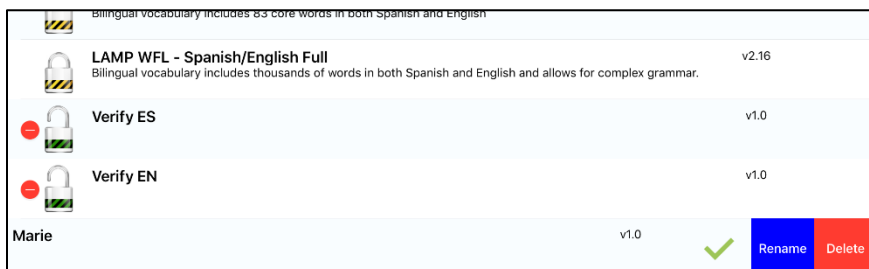 Bilingual vocabulary includes 83 core words in both Spanish and English
LAMP WFL - Spanish/English Full
v2.16
Bilingual vocabulary includes thousands of words in both Spanish and English and allows for complex grammar.
Verify ES
v1.0
Verify EN
v1.0
Marie
v1.0
Rename
Delete